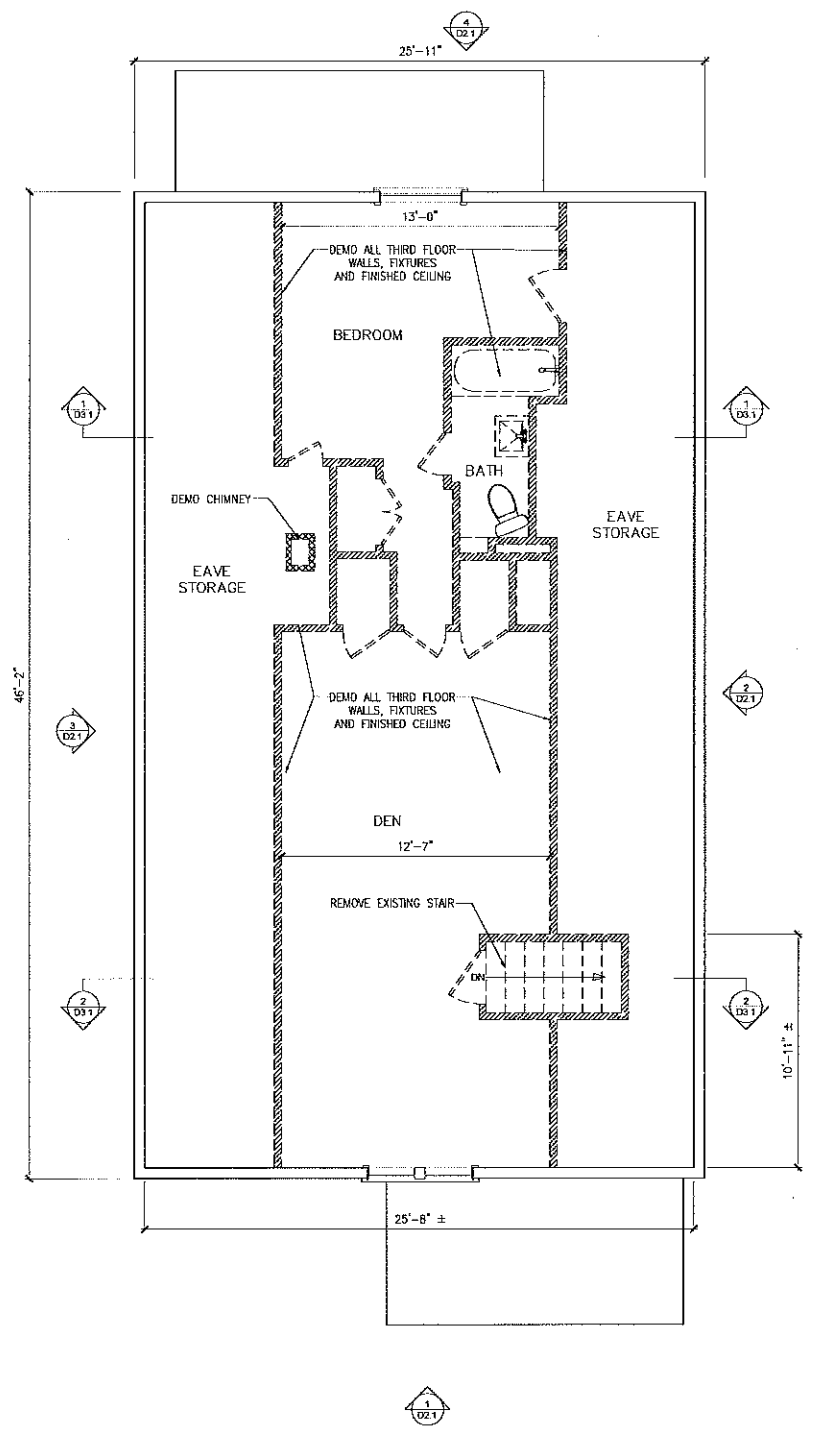 4
D2.1
25'-11"
13'-0"
DEMO ALL THIRD FLOOR
WALLS, FIXTURES
AND FINISHED CEILING
BEDROOM
1
D3.1
1
D3.1
BATH
DEMO CHIMNEY
EAVE
STORAGE
EAVE
STORAGE
46'-2"
DEMO ALL THIRD FLOOR
WALLS, FIXTURES
AND FINISHED CEILING
2
D2.1
3
D2.1
DEN
12'-7"
REMOVE EXISTING STAIR
DN
2
D3.1
2
D3.1
10'-11" ±
25'-8" ±
1
D2.1